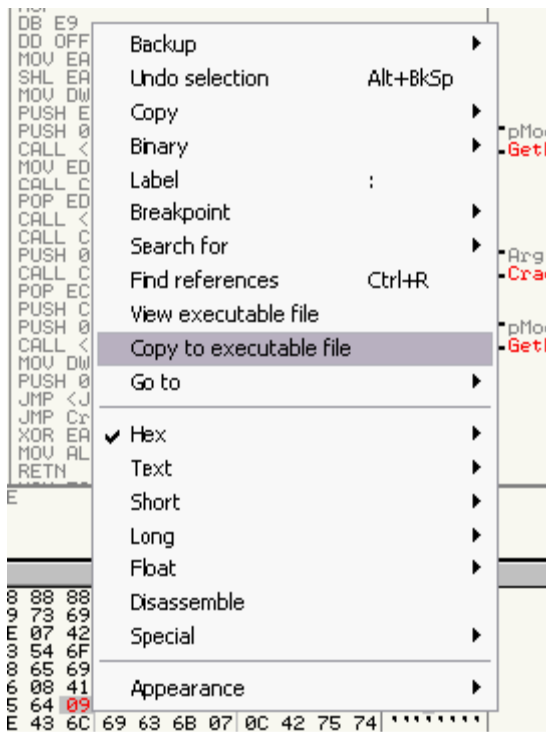 DB E9
DD OFF
MOV EA
SHL EA
MOV DW
PUSH E
PUSH 0
CALL <
MOV ED
CALL C
POP ED
CALL <
CALL C
PUSH 0
CALL C
POP EC
PUSH C
PUSH 0
CALL <
MOV DW
PUSH 0
JMP <J
JMP Cr
XOR EA
MOV AL
RETN
pMo
Get
Arg
Cra
pMo
Get
Backup
Undo selection Alt+BkSp
Copy
Binary
Label :
Breakpoint
Search for
Find references Ctrl+R
View executable file
Copy to executable file
Go to
Hex
Text
Short
Long
Float
Disassemble
Special
Appearance
E
8 88 88
9 73 69
E 07 42
3 54 6F
8 65 69
6 08 41
5 64 09
E 43 6C 69 63 6B 07 0C 42 75 74